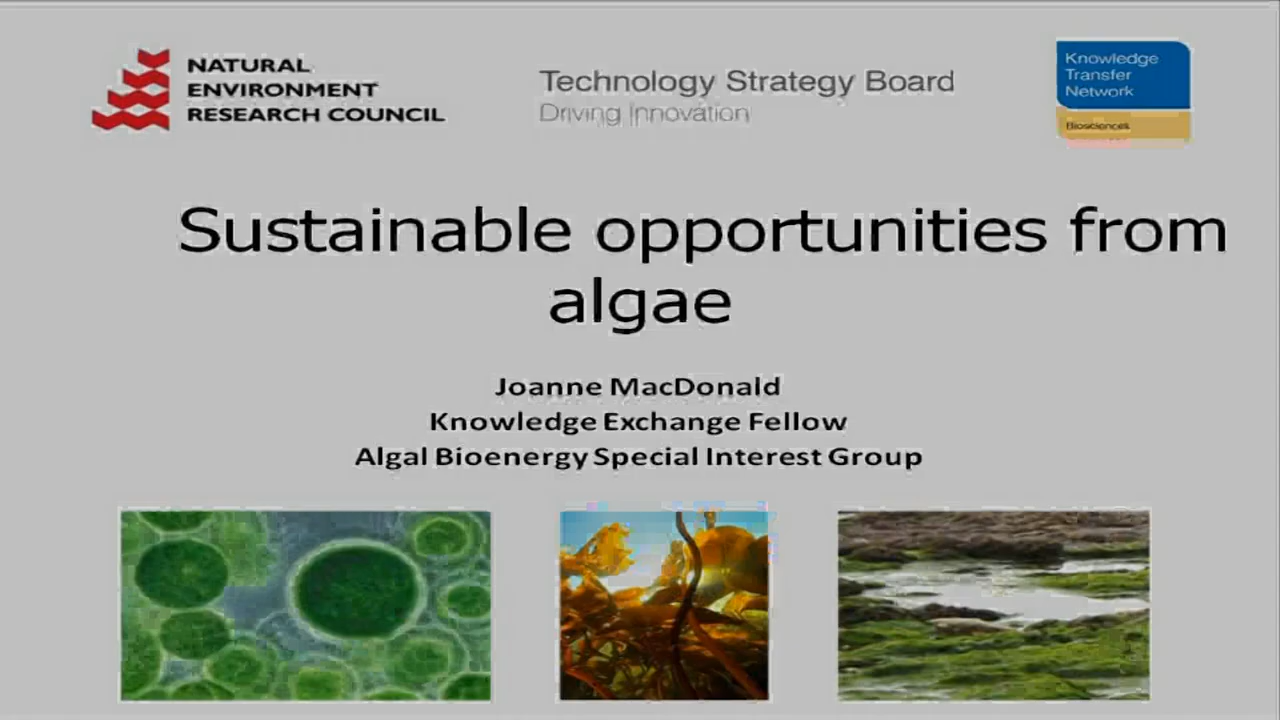 NATURAL
ENVIRONMENT
RESEARCH COUNCIL
Technology Strategy Board
Driving Innovation
Knowledge
Transfer
Network
Biosciences
Sustainable opportunities from
algae
Joanne MacDonald
Knowledge Exchange Fellow
Algal Bioenergy Special Interest Group